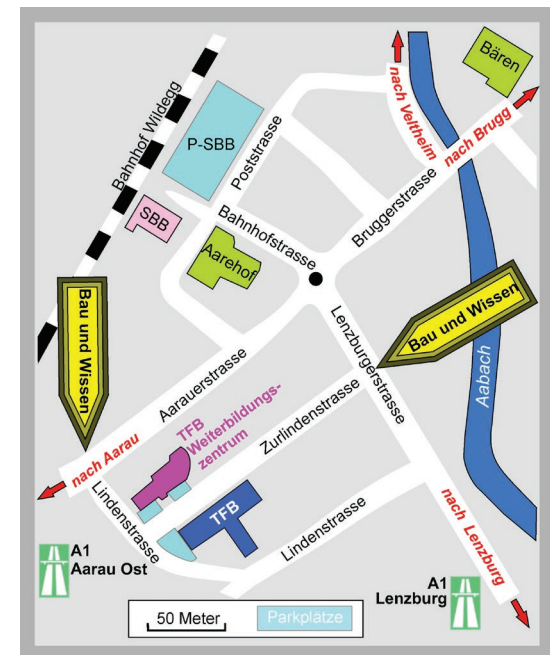 Bären
nach Veltheim
nach Brugg
Bahnhof Wildegg
P-SBB
Poststrasse
SBB
Bahnhofstrasse
Bruggerstrasse
Aarehof
Bau und Wissen
Bau und Wissen
Aabach
Aarauerstrasse
Lenzburgerstrasse
Zurlindenstrasse
TFB
Weiterbildungs-
zentrum
nach Aarau
Lindenstrasse
TFB
Lindenstrasse
nach Lenzburg
A1
Aarau Ost
A1
Lenzburg
50 Meter
Parkplätze